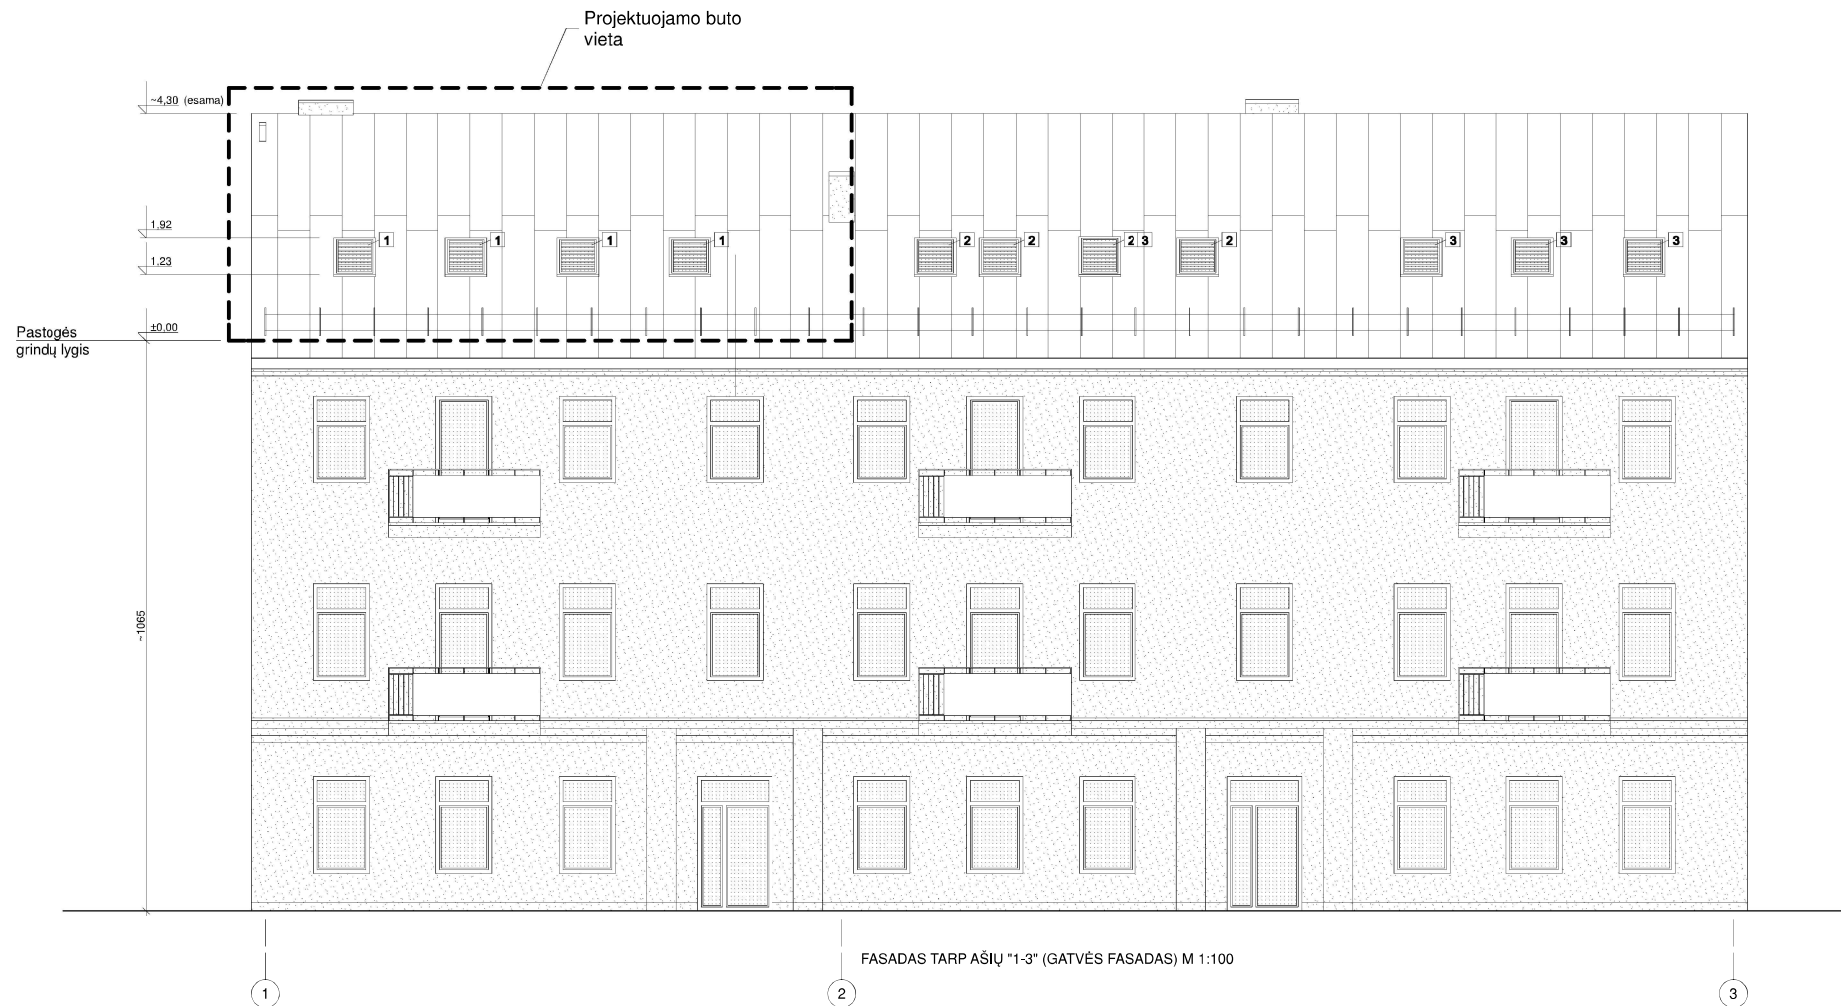 Projektuojamo buto
vieta
~4,30 (esama)
1,92
1 1 1 1 2 2 2 3 2 3 3 3
1,23
±0,00
Pastogės
grindų lygis
~1065
FASADAS TARP AŠIŲ "1-3" (GATVĖS FASADAS) M 1:100
1 2 3